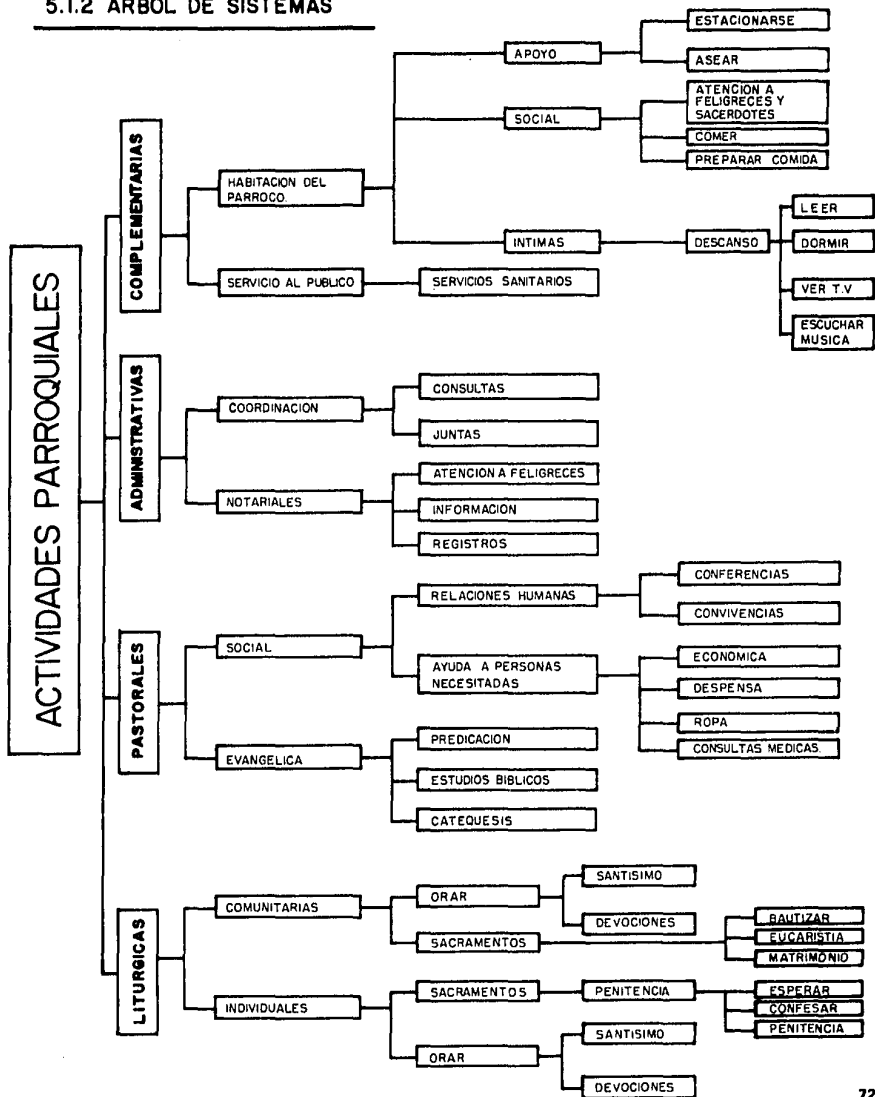 5.1.2 ARBOL DE SISTEMAS
ACTIVIDADES PARROQUIALES
COMPLEMENTARIAS
HABITACION DEL
PARROCO.
APOYO
ESTACIONARSE
ASEAR
SOCIAL
ATENCION A
FELIGRECES Y
SACERDOTES
COMER
PREPARAR COMIDA
INTIMAS
DESCANSO
LEER
DORMIR
VER T.V
ESCUCHAR
MUSICA
SERVICIO AL PUBLICO
SERVICIOS SANITARIOS
ADMINISTRATIVAS
COORDINACION
CONSULTAS
JUNTAS
NOTARIALES
ATENCION A FELIGRECES
INFORMACION
REGISTROS
PASTORALES
SOCIAL
RELACIONES HUMANAS
CONFERENCIAS
CONVIVENCIAS
AYUDA A PERSONAS
NECESITADAS
ECONOMICA
DESPENSA
ROPA
CONSULTAS MEDICAS.
EVANGELICA
PREDICACION
ESTUDIOS BIBLICOS
CATEQUESIS
LITURGICAS
COMUNITARIAS
ORAR
SANTISIMO
DEVOCIONES
SACRAMENTOS
BAUTIZAR
EUCARISTIA
MATRIMONIO
INDIVIDUALES
SACRAMENTOS
PENITENCIA
ESPERAR
CONFESAR
PENITENCIA
ORAR
SANTISIMO
DEVOCIONES
72